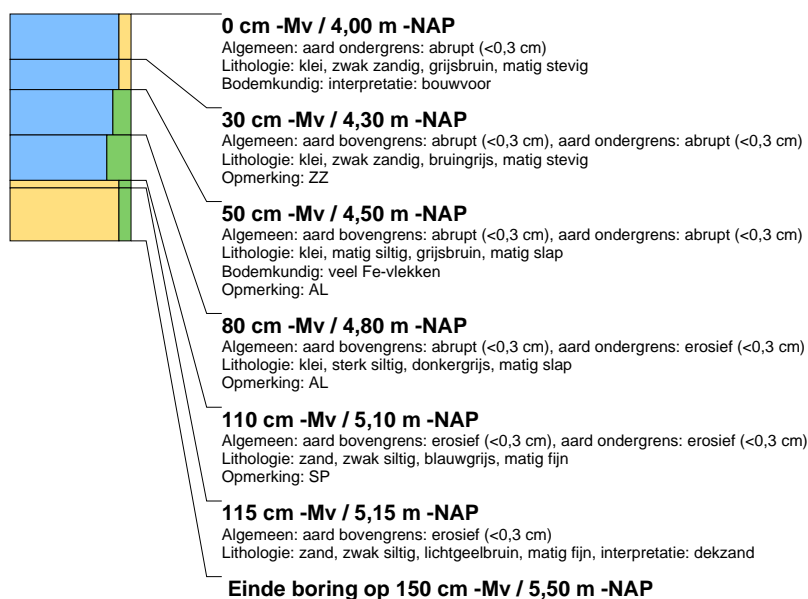 0 cm -Mv / 4,00 m -NAP
Algemeen: aard ondergrens: abrupt (<0,3 cm)
Lithologie: klei, zwak zandig, grijsbruin, matig stevig
Bodemkundig: interpretatie: bouwvoor
30 cm -Mv / 4,30 m -NAP
Algemeen: aard bovengrens: abrupt (<0,3 cm), aard ondergrens: abrupt (<0,3 cm)
Lithologie: klei, zwak zandig, bruingrijs, matig stevig
Opmerking: ZZ
50 cm -Mv / 4,50 m -NAP
Algemeen: aard bovengrens: abrupt (<0,3 cm), aard ondergrens: abrupt (<0,3 cm)
Lithologie: klei, matig siltig, grijsbruin, matig slap
Bodemkundig: veel Fe-vlekken
Opmerking: AL
80 cm -Mv / 4,80 m -NAP
Algemeen: aard bovengrens: abrupt (<0,3 cm), aard ondergrens: erosief (<0,3 cm)
Lithologie: klei, sterk siltig, donkergrijs, matig slap
Opmerking: AL
110 cm -Mv / 5,10 m -NAP
Algemeen: aard bovengrens: erosief (<0,3 cm), aard ondergrens: erosief (<0,3 cm)
Lithologie: zand, zwak siltig, blauwgrijs, matig fijn
Opmerking: SP
115 cm -Mv / 5,15 m -NAP
Algemeen: aard bovengrens: erosief (<0,3 cm)
Lithologie: zand, zwak siltig, lichtgeelbruin, matig fijn, interpretatie: dekzand
Einde boring op 150 cm -Mv / 5,50 m -NAP